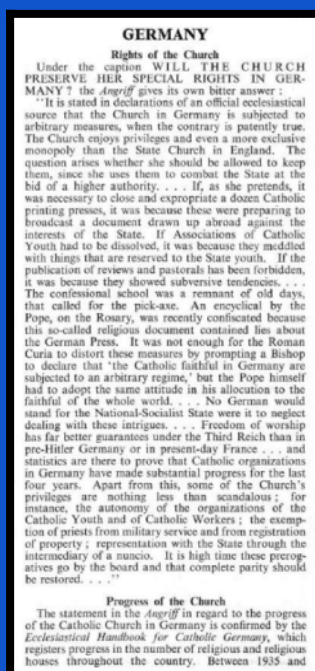 GERMANY
Rights of the Church
Under the caption WILL THE CHURCH
PRESERVE HER SPECIAL RIGHTS IN GER-
MANY ? the Angriff gives its own bitter answer :
"It is stated in declarations of an official ecclesiastical
source that the Church in Germany is subjected to
arbitrary measures, when the contrary is patently true.
The Church enjoys privileges and even a more exclusive
monopoly than the State Church in England. The
question arises whether she should be allowed to keep
them, since she uses them to combat the State at the
bid of a higher authority. . . . If, as she pretends, it
was necessary to close and expropriate a dozen Catholic
printing presses, it was because these were preparing to
broadcast a document drawn up abroad against the
interests of the State. If Associations of Catholic
Youth had to be dissolved, it was because they meddled
with things that are reserved to the State youth. If the
publication of reviews and pastorals has been forbidden,
it was because they showed subversive tendencies. . . .
The confessional school was a remnant of old days,
that called for the pick-axe. An encyclical by the
Pope, on the Rosary, was recently confiscated because
this so-called religious document contained lies about
the German Press. It was not enough for the Roman
Curia to distort these measures by prompting a Bishop
to declare that 'the Catholic faithful in Germany are
subjected to an arbitrary regime,' but the Pope himself
had to adopt the same attitude in his allocution to the
faithful of the whole world. . . . No German would
stand for the National-Socialist State were it to neglect
dealing with these intrigues. . . . Freedom of worship
has far better guarantees under the Third Reich than in
pre-Hitler Germany or in present-day France . . . and
statistics are there to prove that Catholic organizations
in Germany have made substantial progress for the last
four years. Apart from this, some of the Church's
privileges are nothing less than scandalous ; for
instance, the autonomy of the organizations of the
Catholic Youth and of Catholic Workers ; the exemp-
tion of priests from military service and from registration
of property ; representation with the State through the
intermediary of a nuncio. It is high time these prerog-
atives go by the board and that complete parity should
be restored. . . ."
Progress of the Church
The statement in the Angriff in regard to the progress
of the Catholic Church in Germany is confirmed by the
Ecclesiastical Handbook for Catholic Germany, which
registers progress in the number of religious and religious
houses throughout the country. Between 1935 and